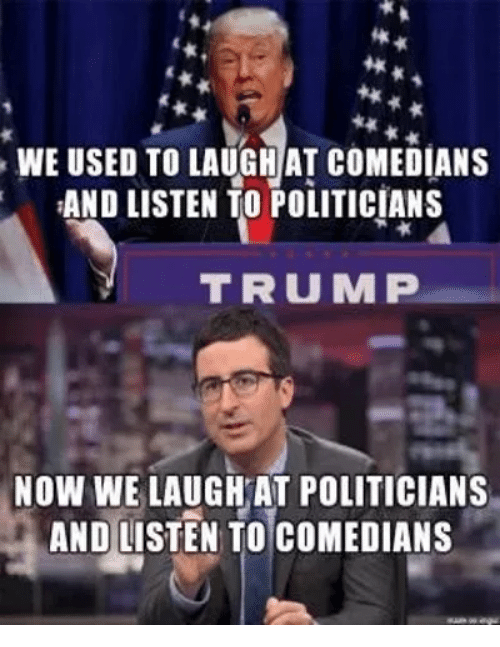 WE USED TO LAUGH AT COMEDIANS
AND LISTEN TO POLITICIANS
TRUMP
NOW WE LAUGH AT POLITICIANS
AND LISTEN TO COMEDIANS